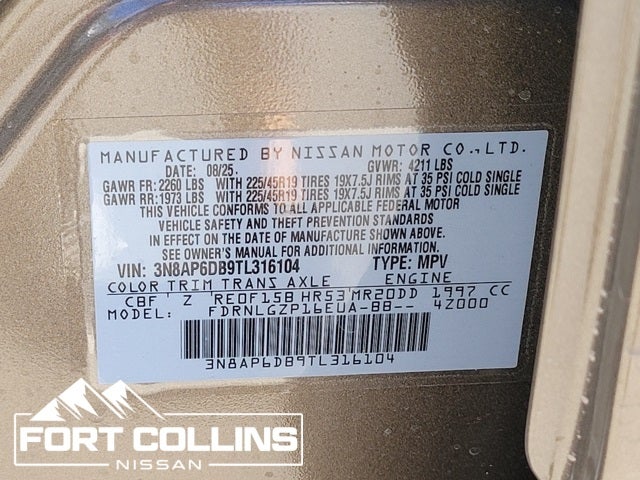 MANUFACTURED BY NISSAN MOTOR CO.,LTD.
DATE: 08/25. GVWR: 4211 LBS
GAWR FR: 2260 LBS WITH 225/45R19 TIRES 19X7.5J RIMS AT 35 PSI COLD SINGLE
GAWR RR: 1973 LBS WITH 225/45R19 TIRES 19X7.5J RIMS AT 35 PSI COLD SINGLE
THIS VEHICLE CONFORMS TO ALL APPLICABLE FEDERAL MOTOR
VEHICLE SAFETY AND THEFT PREVENTION STANDARDS
IN EFFECT ON THE DATE OF MANUFACTURE SHOWN ABOVE.
SEE OWNER'S MANUAL OR ADDITIONAL INFORMATION
VIN: 3N8AP6DB9TL316104 TYPE: MPV
COLOR TRIM TRANS AXLE ENGINE
CBF Z RE0F15B HR53 MR20DD 1997 CC
MODEL: FDRNLGZP16EUA-BB-- 4Z000
3N8AP6DB9TL316104
FORT COLLINS
NISSAN